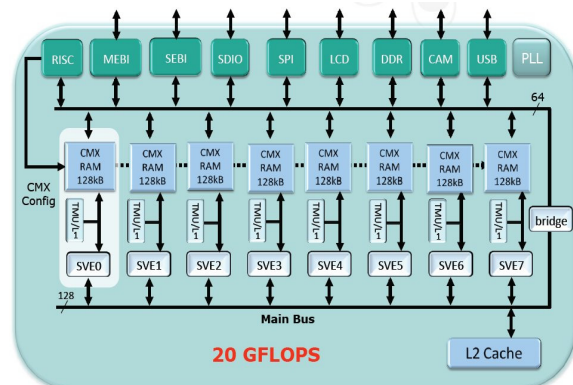 RISC MEBI SEBI SDIO SPI LCD DDR CAM USB PLL
64
CMX CMX CMX CMX CMX CMX CMX CMX
RAM RAM RAM RAM RAM RAM RAM RAM
128kB 128kB 128kB 128kB 128kB 128kB 128kB 128kB
CMX
Config
TMU/L1 TMU/L1 TMU/L1 TMU/L1 TMU/L1 TMU/L1 TMU/L1 TMU/L1
bridge
SVE0 SVE1 SVE2 SVE3 SVE4 SVE5 SVE6 SVE7
128
Main Bus
20 GFLOPS
L2 Cache